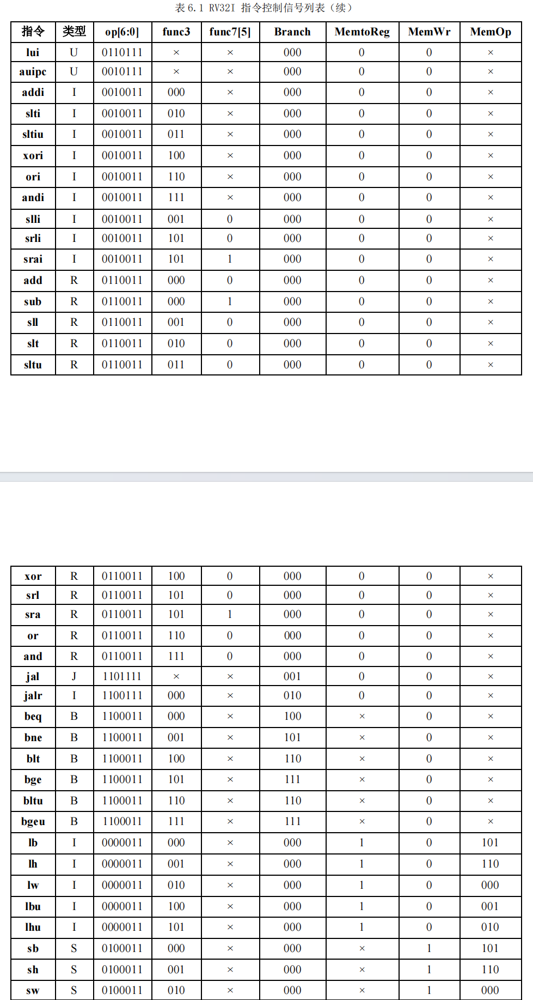 表 6.1 RV32I 指令控制信号列表（续）
指令 类型 op[6:0] func3 func7[5] Branch MemtoReg MemWr MemOp
lui U 0110111 × × 000 0 0 ×
auipc U 0010111 × × 000 0 0 ×
addi I 0010011 000 × 000 0 0 ×
slti I 0010011 010 × 000 0 0 ×
sltiu I 0010011 011 × 000 0 0 ×
xori I 0010011 100 × 000 0 0 ×
ori I 0010011 110 × 000 0 0 ×
andi I 0010011 111 × 000 0 0 ×
slli I 0010011 001 0 000 0 0 ×
srli I 0010011 101 0 000 0 0 ×
srai I 0010011 101 1 000 0 0 ×
add R 0110011 000 0 000 0 0 ×
sub R 0110011 000 1 000 0 0 ×
sll R 0110011 001 0 000 0 0 ×
slt R 0110011 010 0 000 0 0 ×
sltu R 0110011 011 0 000 0 0 ×
xor R 0110011 100 0 000 0 0 ×
srl R 0110011 101 0 000 0 0 ×
sra R 0110011 101 1 000 0 0 ×
or R 0110011 110 0 000 0 0 ×
and R 0110011 111 0 000 0 0 ×
jal J 1101111 × × 001 0 0 ×
jalr I 1100111 000 × 010 0 0 ×
beq B 1100011 000 × 100 × 0 ×
bne B 1100011 001 × 101 × 0 ×
blt B 1100011 100 × 110 × 0 ×
bge B 1100011 101 × 111 × 0 ×
bltu B 1100011 110 × 110 × 0 ×
bgeu B 1100011 111 × 111 × 0 ×
lb I 0000011 000 × 000 1 0 101
lh I 0000011 001 × 000 1 0 110
lw I 0000011 010 × 000 1 0 000
lbu I 0000011 100 × 000 1 0 001
lhu I 0000011 101 × 000 1 0 010
sb S 0100011 000 × 000 × 1 101
sh S 0100011 001 × 000 × 1 110
sw S 0100011 010 × 000 × 1 000